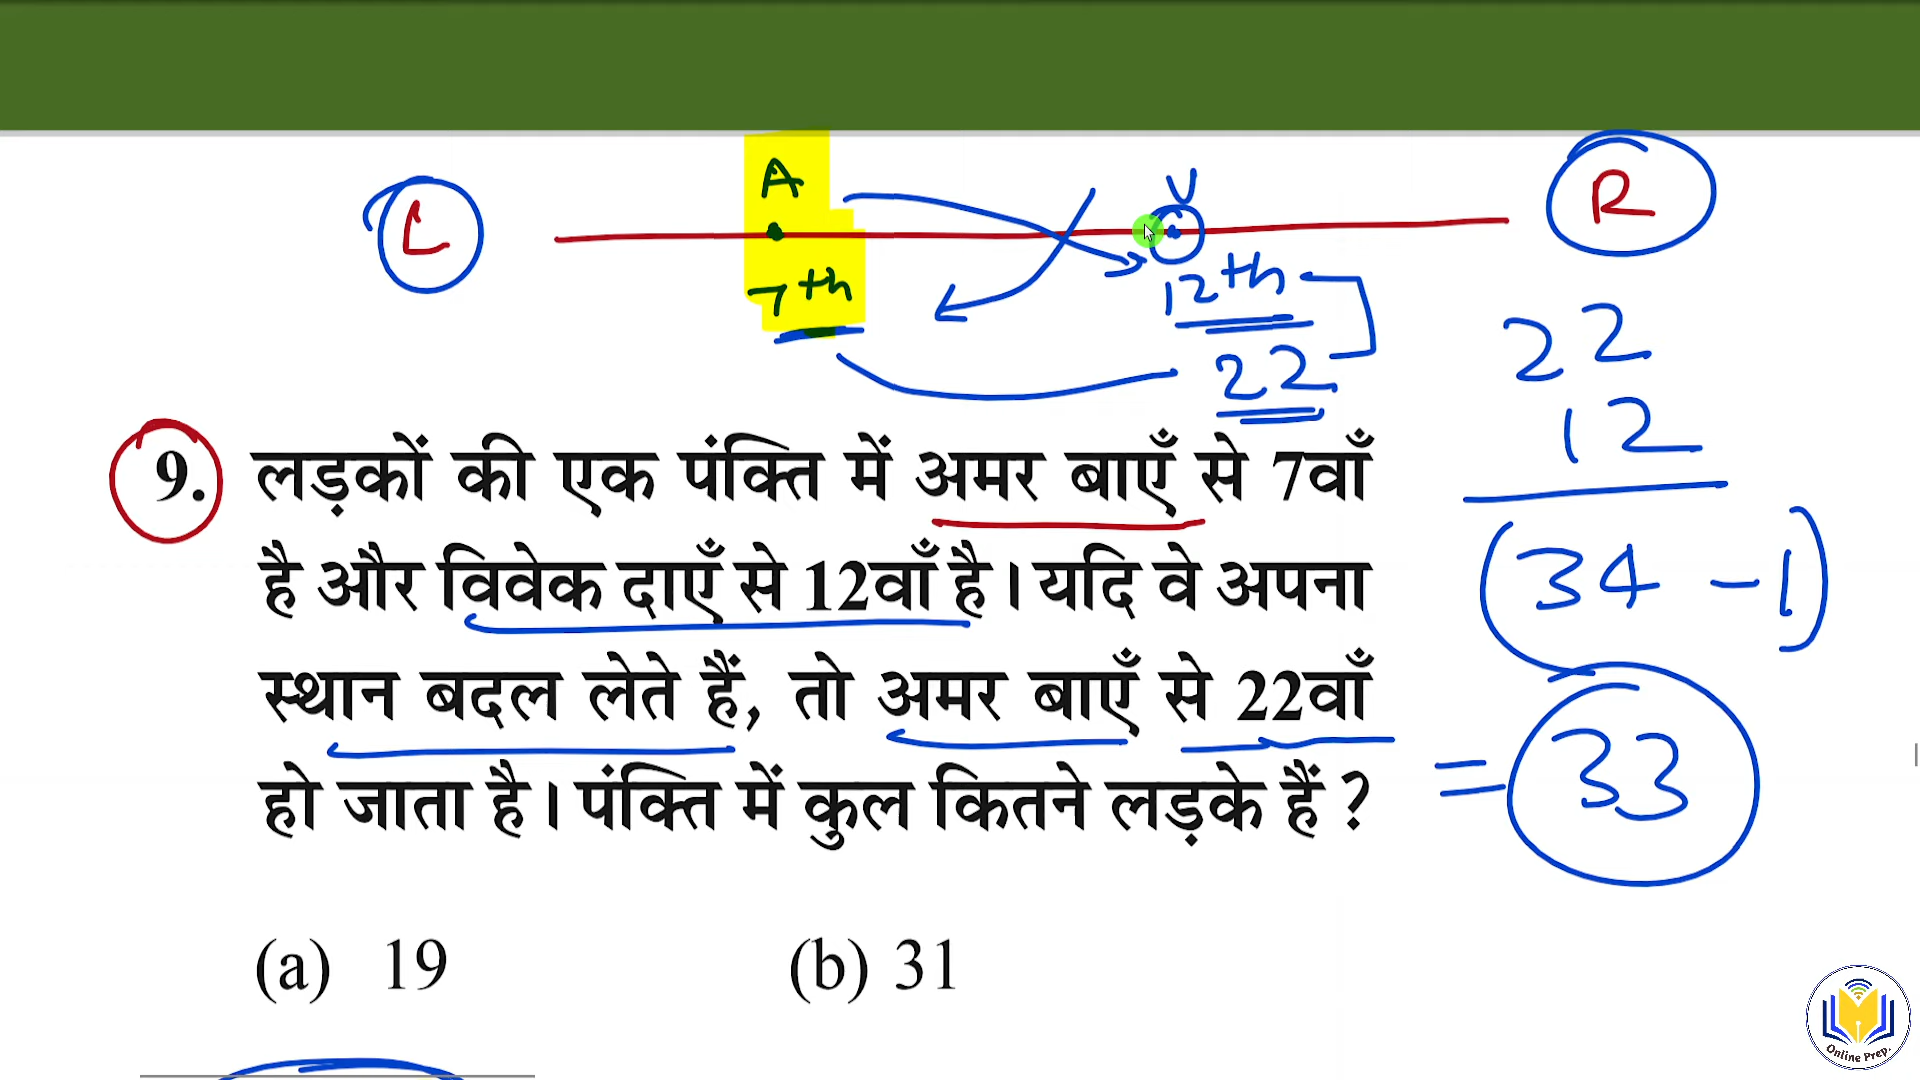 A
V
L
R
7th
12th
22
22
12
(34 - 1)
= 33
9. लड़कों की एक पंक्ति में अमर बाएँ से 7वाँ
है और विवेक दाएँ से 12वाँ है। यदि वे अपना
स्थान बदल लेते हैं, तो अमर बाएँ से 22वाँ
हो जाता है। पंक्ति में कुल कितने लड़के हैं ?
(a) 19
(b) 31
Online Prep.